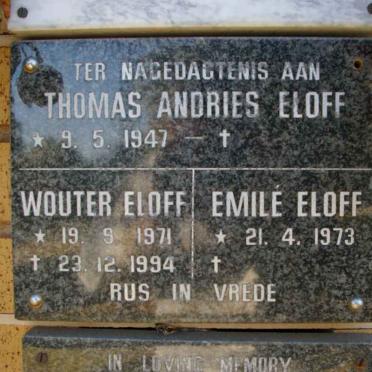 TER NAGEDAGTENIS AAN
THOMAS ANDRIES ELOFF
★ 9. 5. 1947 — †
WOUTER ELOFF
★ 19. 9. 1971
† 23. 12. 1994
EMILÉ ELOFF
★ 21. 4. 1973
†
RUS IN VREDE
IN LOVING MEMORY